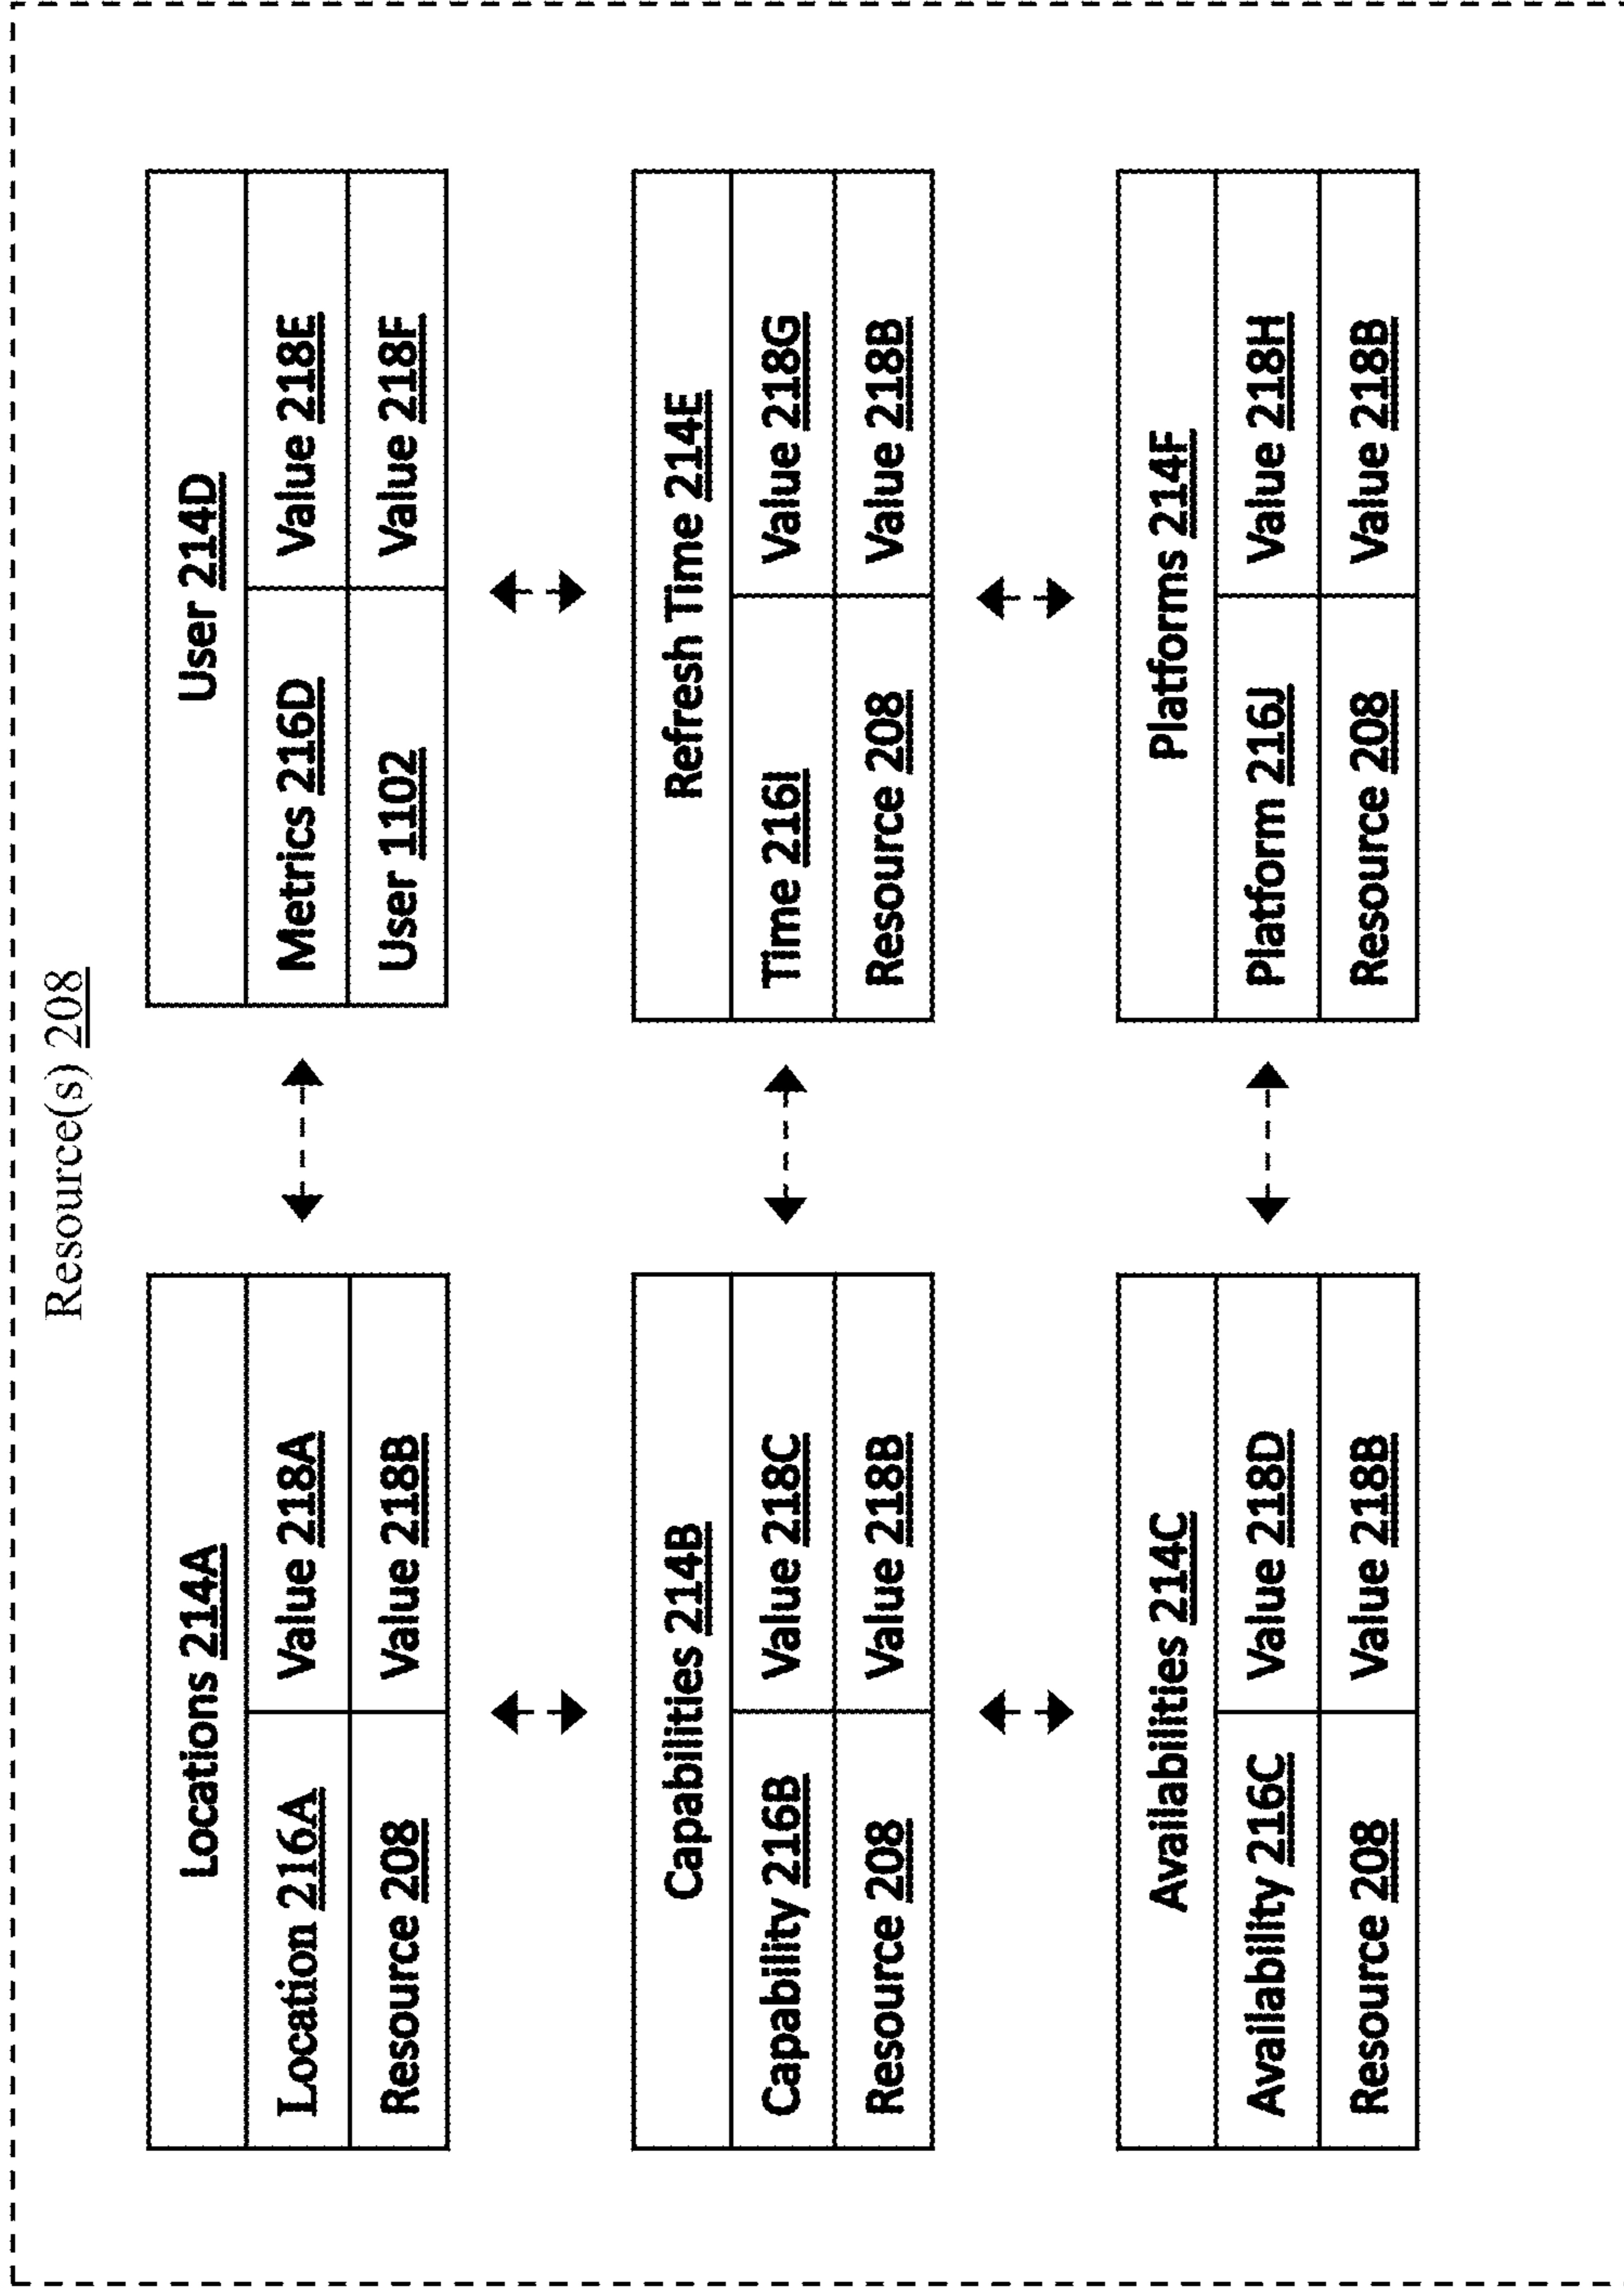 Resource(s) 208
Locations 214A
Location 216A Value 218A
Resource 208 Value 218B
User 214D
Metrics 216D Value 218E
User 1102 Value 218F
Capabilities 214B
Capability 216B Value 218C
Resource 208 Value 218B
Refresh Time 214E
Time 216I Value 218G
Resource 208 Value 218B
Availabilities 214C
Availability 216C Value 218D
Resource 208 Value 218B
Platforms 214F
Platform 216J Value 218H
Resource 208 Value 218B